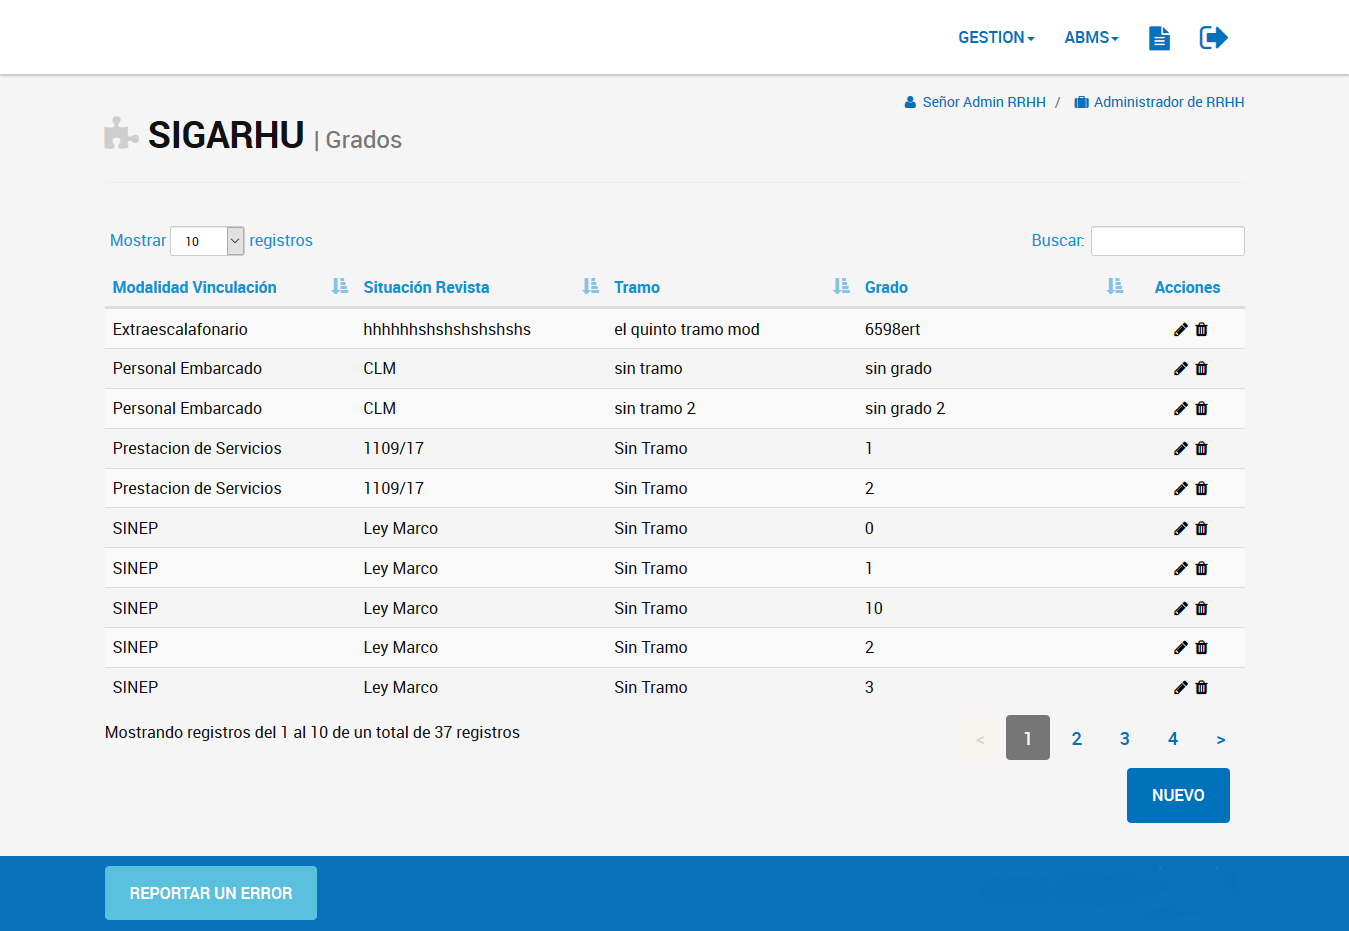 GESTION ABMS
Señor Admin RRHH / Administrador de RRHH
SIGARHU | Grados
Mostrar 10 registros Buscar:
Modalidad Vinculación Situación Revista Tramo Grado Acciones
Extraescalafonario hhhhhhshshshshshshs el quinto tramo mod 6598ert
Personal Embarcado CLM sin tramo sin grado
Personal Embarcado CLM sin tramo 2 sin grado 2
Prestacion de Servicios 1109/17 Sin Tramo 1
Prestacion de Servicios 1109/17 Sin Tramo 2
SINEP Ley Marco Sin Tramo 0
SINEP Ley Marco Sin Tramo 1
SINEP Ley Marco Sin Tramo 10
SINEP Ley Marco Sin Tramo 2
SINEP Ley Marco Sin Tramo 3
Mostrando registros del 1 al 10 de un total de 37 registros
< 1 2 3 4 >
NUEVO
REPORTAR UN ERROR